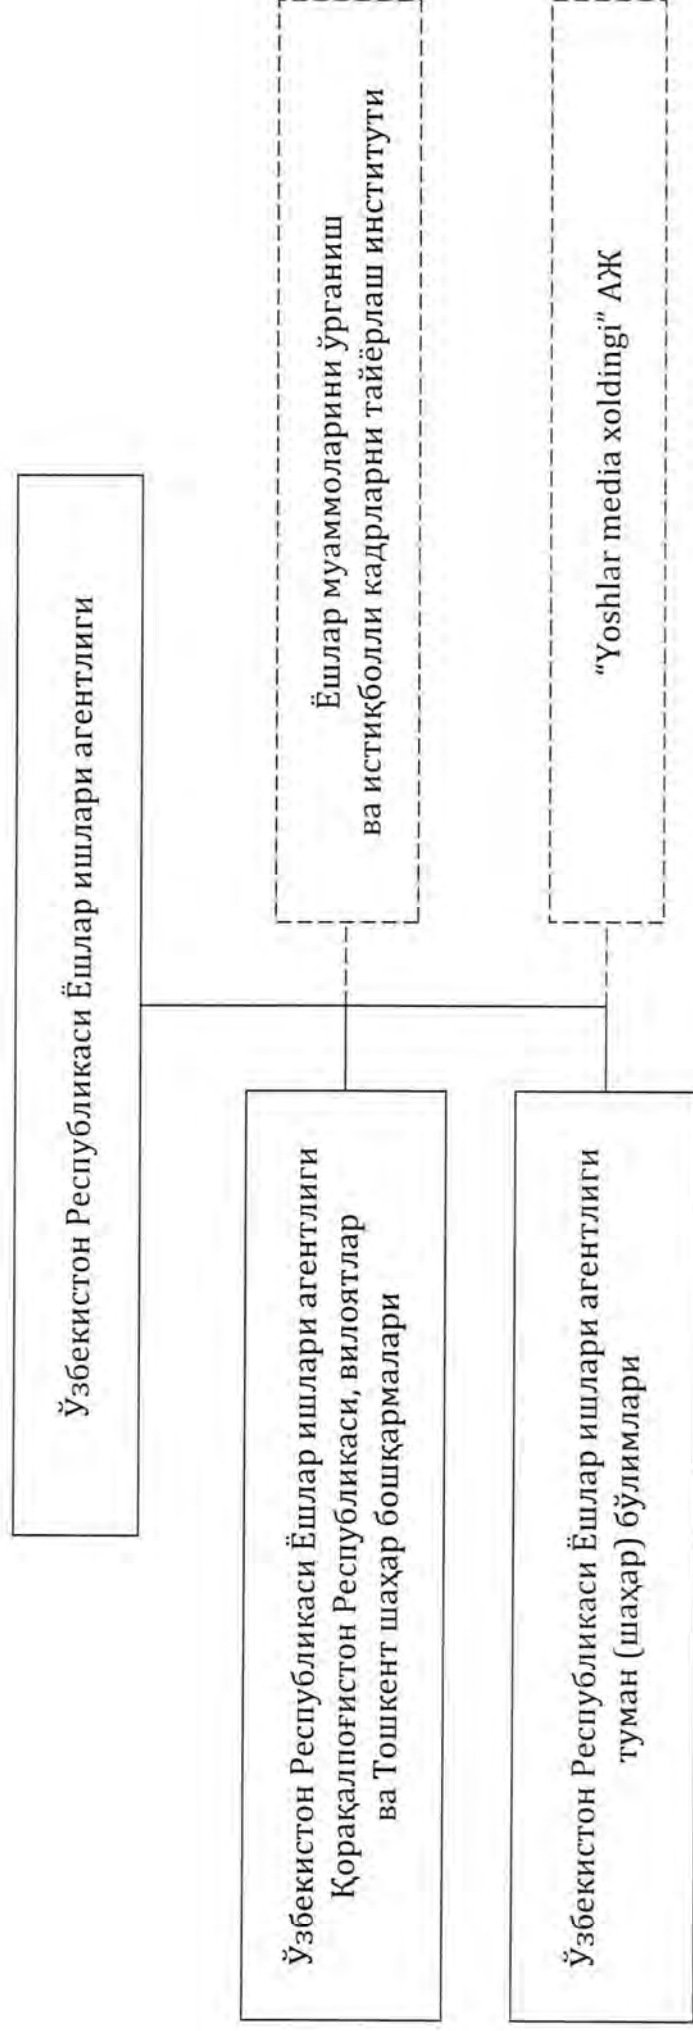 Ўзбекистон Республикаси Ёшлар ишлари агентлиги
Ўзбекистон Республикаси Ёшлар ишлари агентлиги
Қорақалпоғистон Республикаси, вилоятлар
ва Тошкент шаҳар бошқармалари
Ёшлар муаммоларини ўрганиш
ва истиқболли кадрларни тайёрлаш институти
Ўзбекистон Республикаси Ёшлар ишлари агентлиги
туман (шаҳар) бўлимлари
“Yoshlar media xoldingi” АЖ